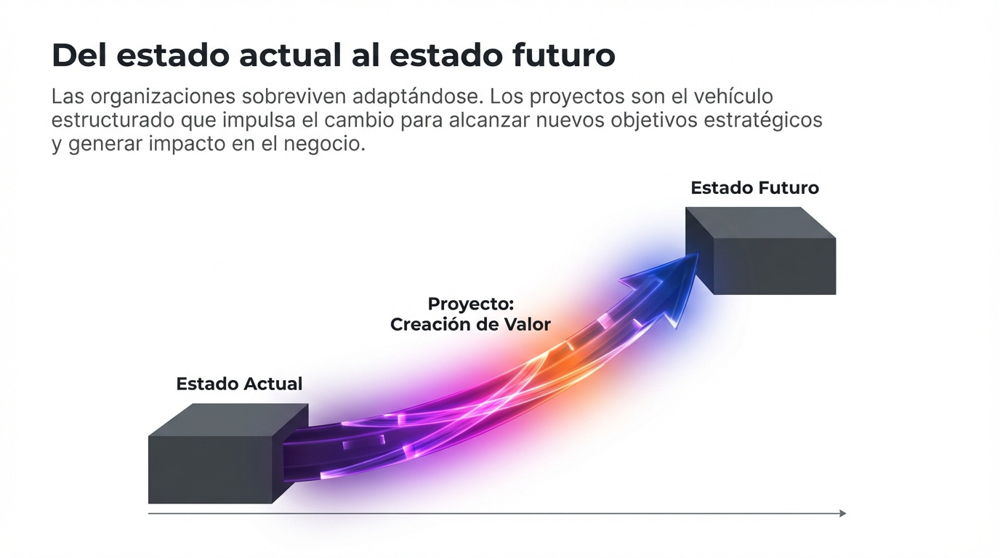 Del estado actual al estado futuro
Las organizaciones sobreviven adaptándose. Los proyectos son el vehículo
estructurado que impulsa el cambio para alcanzar nuevos objetivos estratégicos
y generar impacto en el negocio.
Estado Futuro
Proyecto:
Creación de Valor
Estado Actual